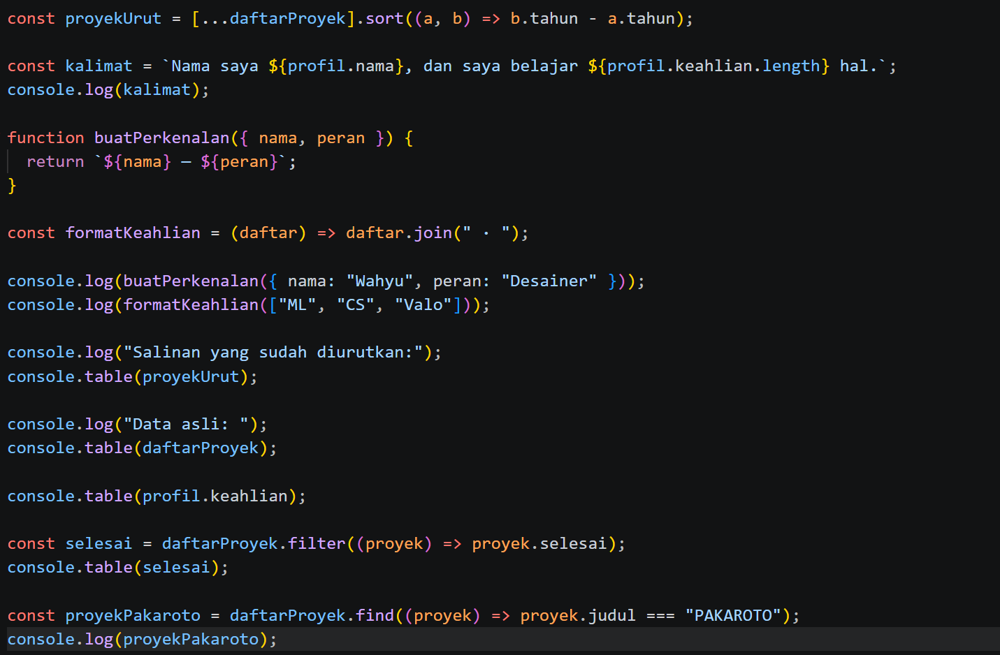 const proyekUrut = [...daftarProyek].sort((a, b) => b.tahun - a.tahun);
const kalimat = `Nama saya ${profil.nama}, dan saya belajar ${profil.keahlian.length} hal.`;
console.log(kalimat);
function buatPerkenalan({ nama, peran }) {
  return `${nama} — ${peran}`;
}
const formatKeahlian = (daftar) => daftar.join(" · ");
console.log(buatPerkenalan({ nama: "Wahyu", peran: "Desainer" }));
console.log(formatKeahlian(["ML", "CS", "Valo"]));
console.log("Salinan yang sudah diurutkan:");
console.table(proyekUrut);
console.log("Data asli: ");
console.table(daftarProyek);
console.table(profil.keahlian);
const selesai = daftarProyek.filter((proyek) => proyek.selesai);
console.table(selesai);
const proyekPakaroto = daftarProyek.find((proyek) => proyek.judul === "PAKAROTO");
console.log(proyekPakaroto);